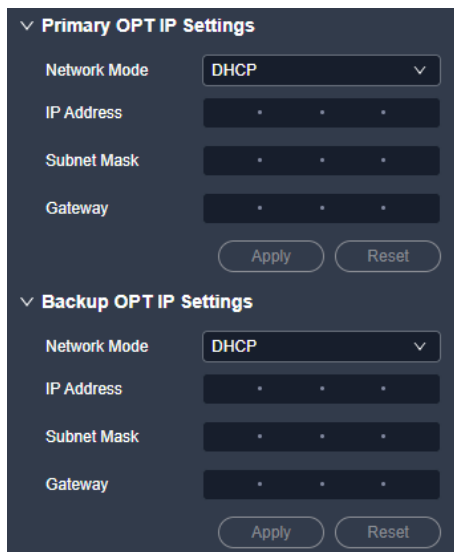 Primary OPT IP Settings
Network Mode DHCP
IP Address . . .
Subnet Mask . . .
Gateway . . .
Apply Reset
Backup OPT IP Settings
Network Mode DHCP
IP Address . . .
Subnet Mask . . .
Gateway . . .
Apply Reset